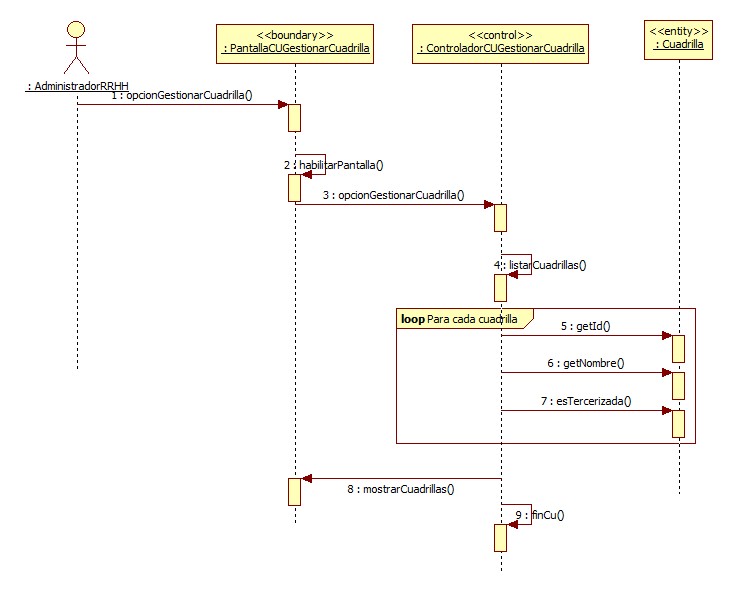 <<boundary>>
: PantallaCUGestionarCuadrilla
<<control>>
: ControladorCUGestionarCuadrilla
<<entity>>
: Cuadrilla
: AdministradorRRHH
1 : opcionGestionarCuadrilla()
2 : habilitarPantalla()
3 : opcionGestionarCuadrilla()
4 : listarCuadrillas()
loop Para cada cuadrilla
5 : getId()
6 : getNombre()
7 : esTercerizada()
8 : mostrarCuadrillas()
9 : finCu()